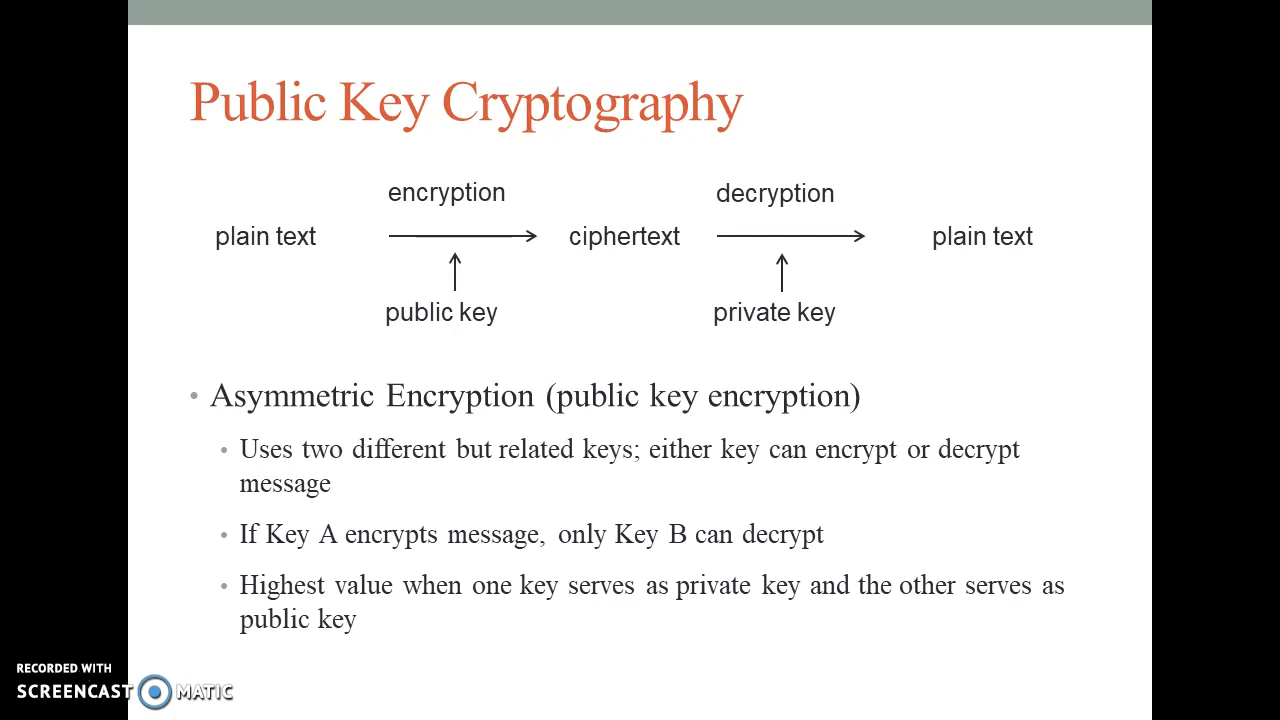 Public Key Cryptography
encryption
decryption
plain text
ciphertext
plain text
public key
private key
• Asymmetric Encryption (public key encryption)
• Uses two different but related keys; either key can encrypt or decrypt
message
• If Key A encrypts message, only Key B can decrypt
• Highest value when one key serves as private key and the other serves as
public key
RECORDED WITH
SCREENCAST MATIC